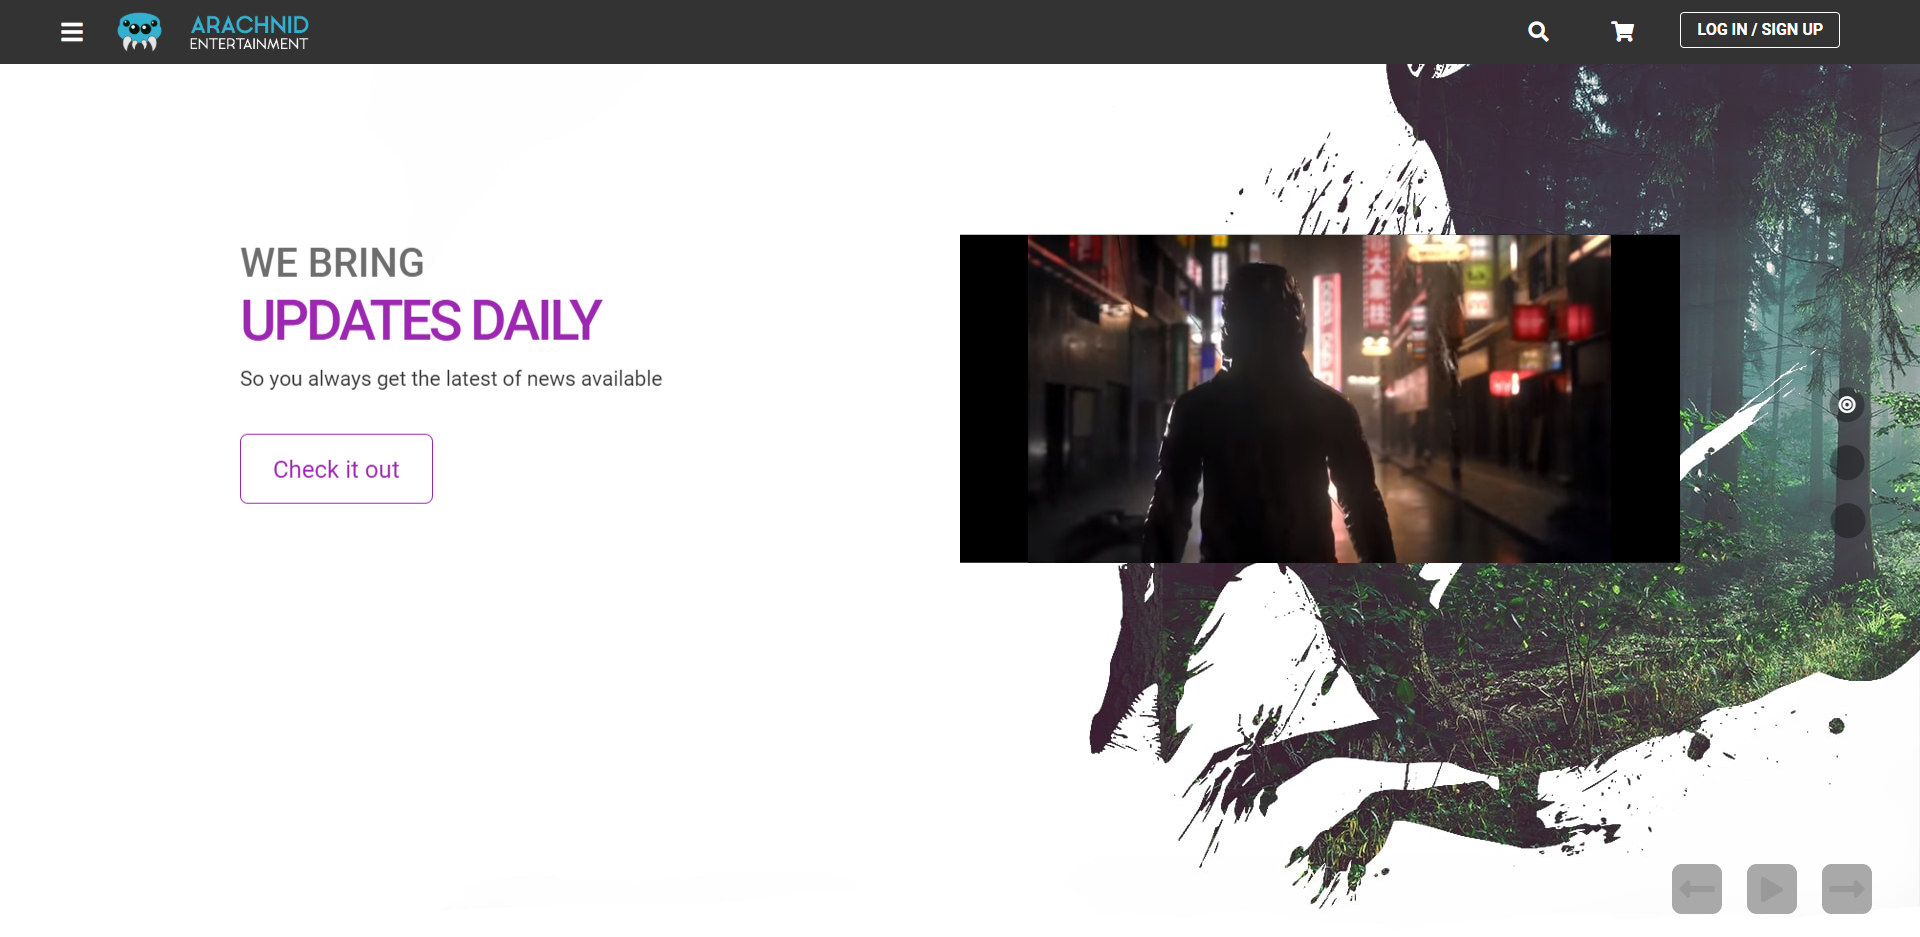 ARACHNID
ENTERTAINMENT
LOG IN / SIGN UP
WE BRING
UPDATES DAILY
So you always get the latest of news available
Check it out